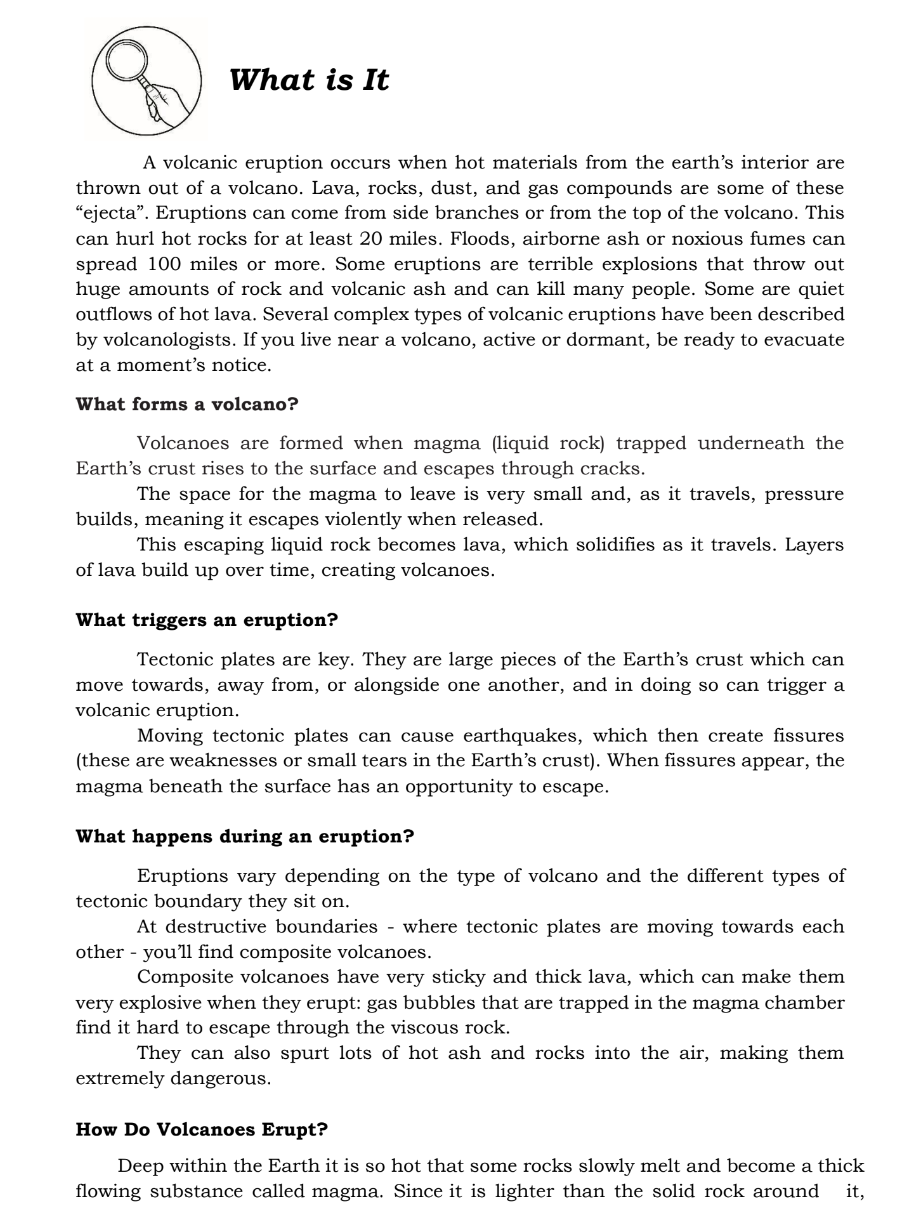 What is It
A volcanic eruption occurs when hot materials from the earth’s interior are
thrown out of a volcano. Lava, rocks, dust, and gas compounds are some of these
“ejecta”. Eruptions can come from side branches or from the top of the volcano. This
can hurl hot rocks for at least 20 miles. Floods, airborne ash or noxious fumes can
spread 100 miles or more. Some eruptions are terrible explosions that throw out
huge amounts of rock and volcanic ash and can kill many people. Some are quiet
outflows of hot lava. Several complex types of volcanic eruptions have been described
by volcanologists. If you live near a volcano, active or dormant, be ready to evacuate
at a moment’s notice.
What forms a volcano?
Volcanoes are formed when magma (liquid rock) trapped underneath the
Earth’s crust rises to the surface and escapes through cracks.
The space for the magma to leave is very small and, as it travels, pressure
builds, meaning it escapes violently when released.
This escaping liquid rock becomes lava, which solidifies as it travels. Layers
of lava build up over time, creating volcanoes.
What triggers an eruption?
Tectonic plates are key. They are large pieces of the Earth’s crust which can
move towards, away from, or alongside one another, and in doing so can trigger a
volcanic eruption.
Moving tectonic plates can cause earthquakes, which then create fissures
(these are weaknesses or small tears in the Earth’s crust). When fissures appear, the
magma beneath the surface has an opportunity to escape.
What happens during an eruption?
Eruptions vary depending on the type of volcano and the different types of
tectonic boundary they sit on.
At destructive boundaries - where tectonic plates are moving towards each
other - you’ll find composite volcanoes.
Composite volcanoes have very sticky and thick lava, which can make them
very explosive when they erupt: gas bubbles that are trapped in the magma chamber
find it hard to escape through the viscous rock.
They can also spurt lots of hot ash and rocks into the air, making them
extremely dangerous.
How Do Volcanoes Erupt?
Deep within the Earth it is so hot that some rocks slowly melt and become a thick
flowing substance called magma. Since it is lighter than the solid rock around it,